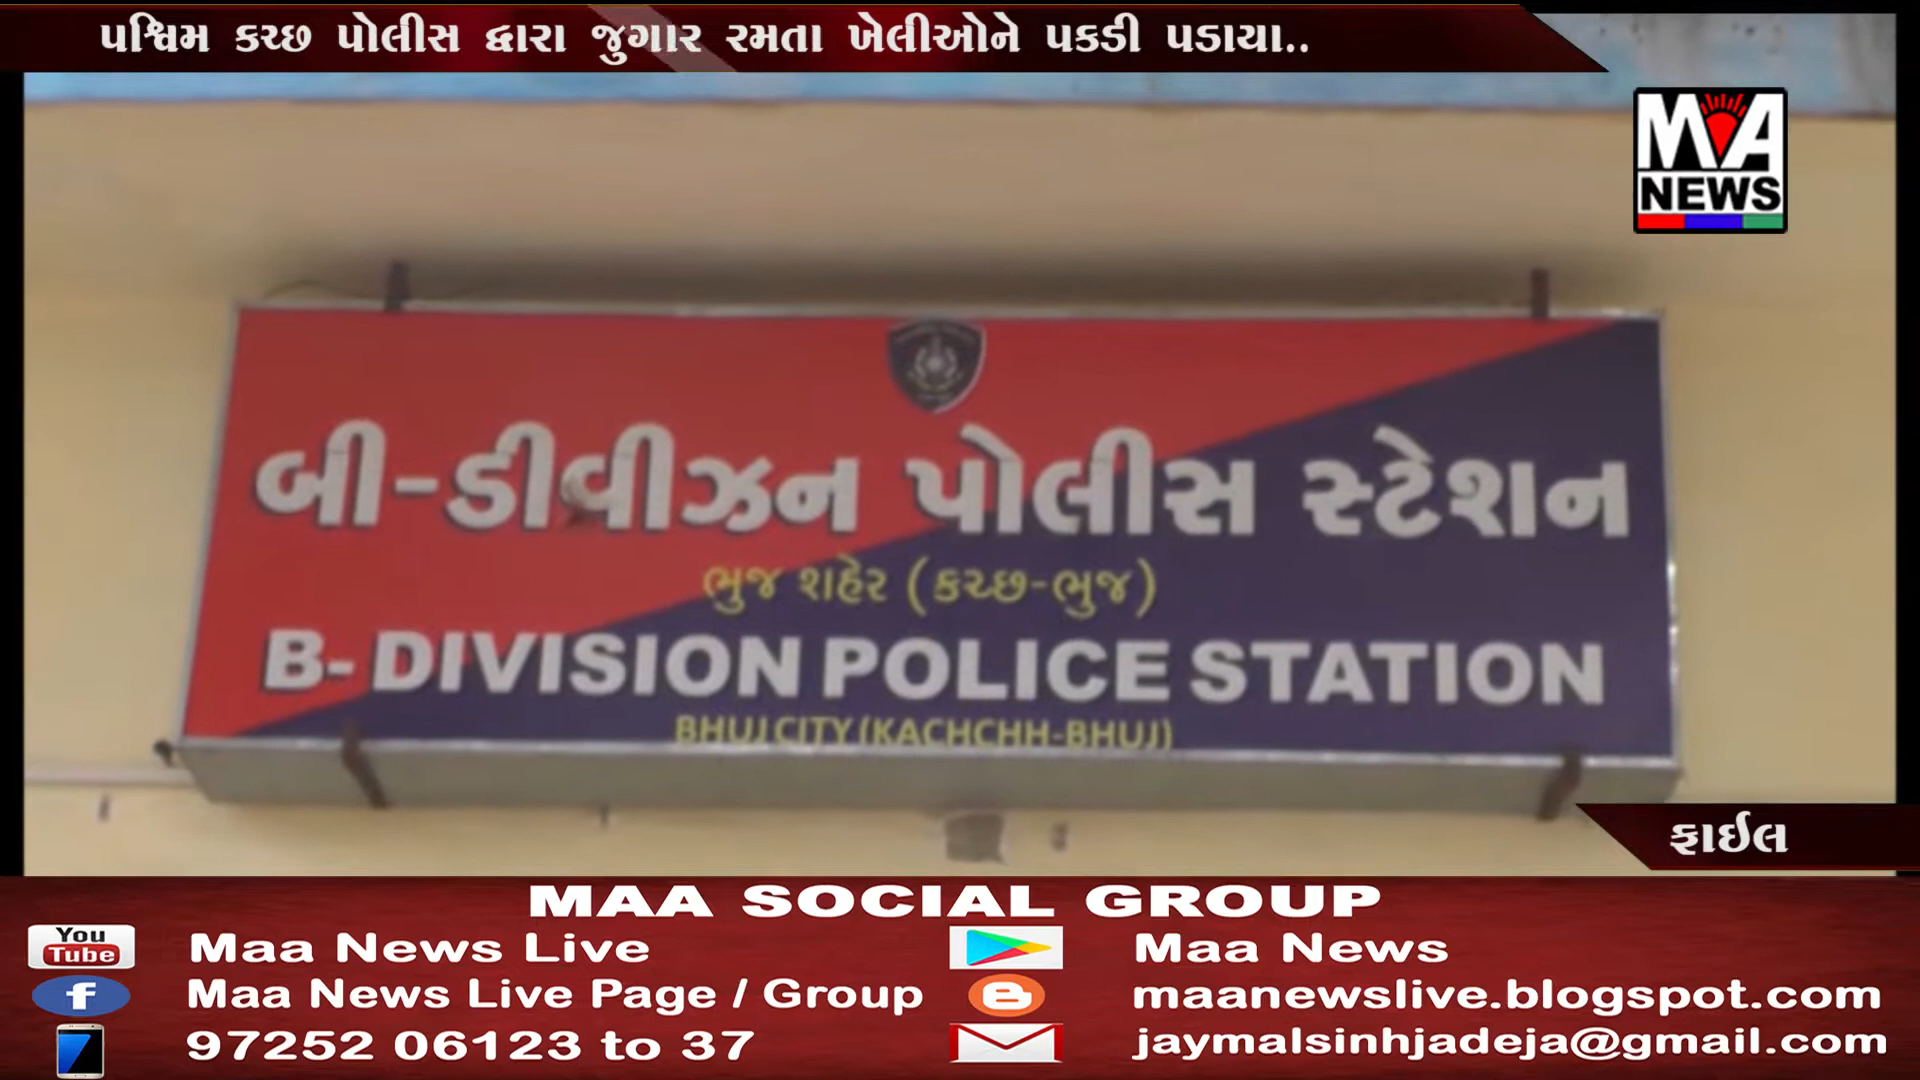 પશ્વિમ કચ્છ પોલીસ દ્વારા જુગાર રમતા ખેલીઓને પકડી પડાયા..
MAA
NEWS
બી-ડીવીઝન પોલીસ સ્ટેશન
ભુજ શહેર (કચ્છ-ભુજ)
B- DIVISION POLICE STATION
BHUJ CITY (KACHCHH-BHUJ)
ફાઈલ
MAA SOCIAL GROUP
You Tube Maa News Live
Maa News
f Maa News Live Page / Group
maanewslive.blogspot.com
97252 06123 to 37
jaymalsinhjadeja@gmail.com